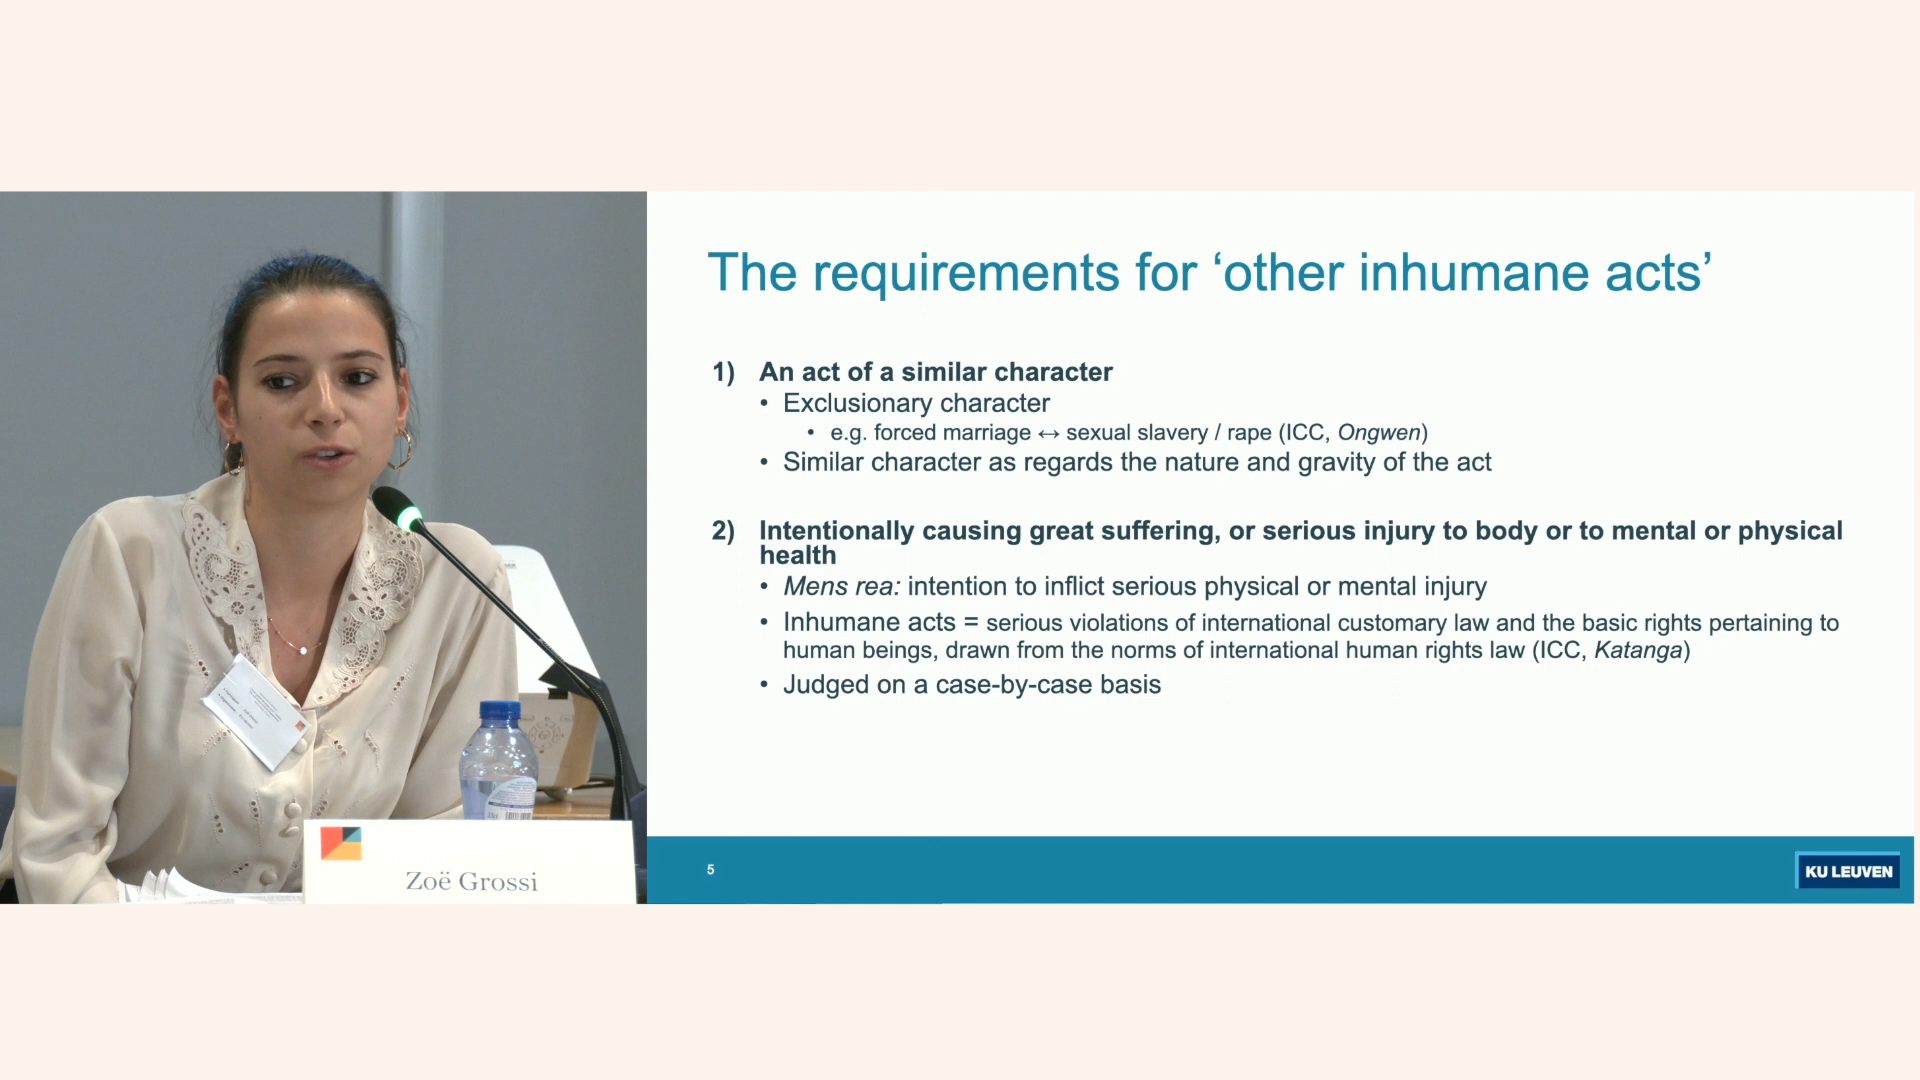 The requirements for ‘other inhumane acts’
1) An act of a similar character
• Exclusionary character
• e.g. forced marriage ↔ sexual slavery / rape (ICC, Ongwen)
• Similar character as regards the nature and gravity of the act
2) Intentionally causing great suffering, or serious injury to body or to mental or physical
health
• Mens rea: intention to inflict serious physical or mental injury
• Inhumane acts = serious violations of international customary law and the basic rights pertaining to
human beings, drawn from the norms of international human rights law (ICC, Katanga)
• Judged on a case-by-case basis
5
KU LEUVEN
Zoë Grossi